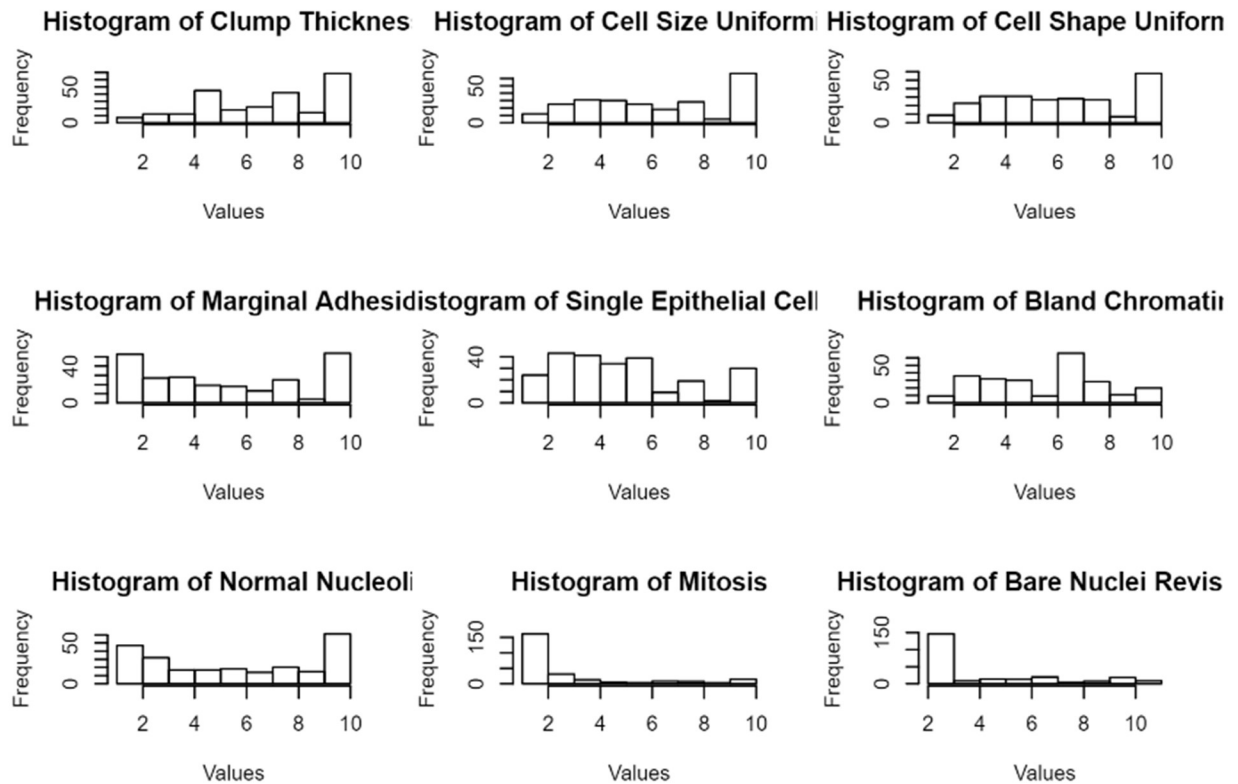 Histogram of Clump Thicknes
Frequency
0 50
2 4 6 8 10
Values
Histogram of Cell Size Uniformi
Frequency
0 50
2 4 6 8 10
Values
Histogram of Cell Shape Uniforn
Frequency
0 50
2 4 6 8 10
Values
Histogram of Marginal Adhesi
Frequency
0 40
2 4 6 8 10
Values
istogram of Single Epithelial Cell
Frequency
0 40
2 4 6 8 10
Values
Histogram of Bland Chromatin
Frequency
0 50
2 4 6 8 10
Values
Histogram of Normal Nucleoli
Frequency
0 50
2 4 6 8 10
Values
Histogram of Mitosis
Frequency
0 150
2 4 6 8 10
Values
Histogram of Bare Nuclei Revis
Frequency
0 150
2 4 6 8 10
Values